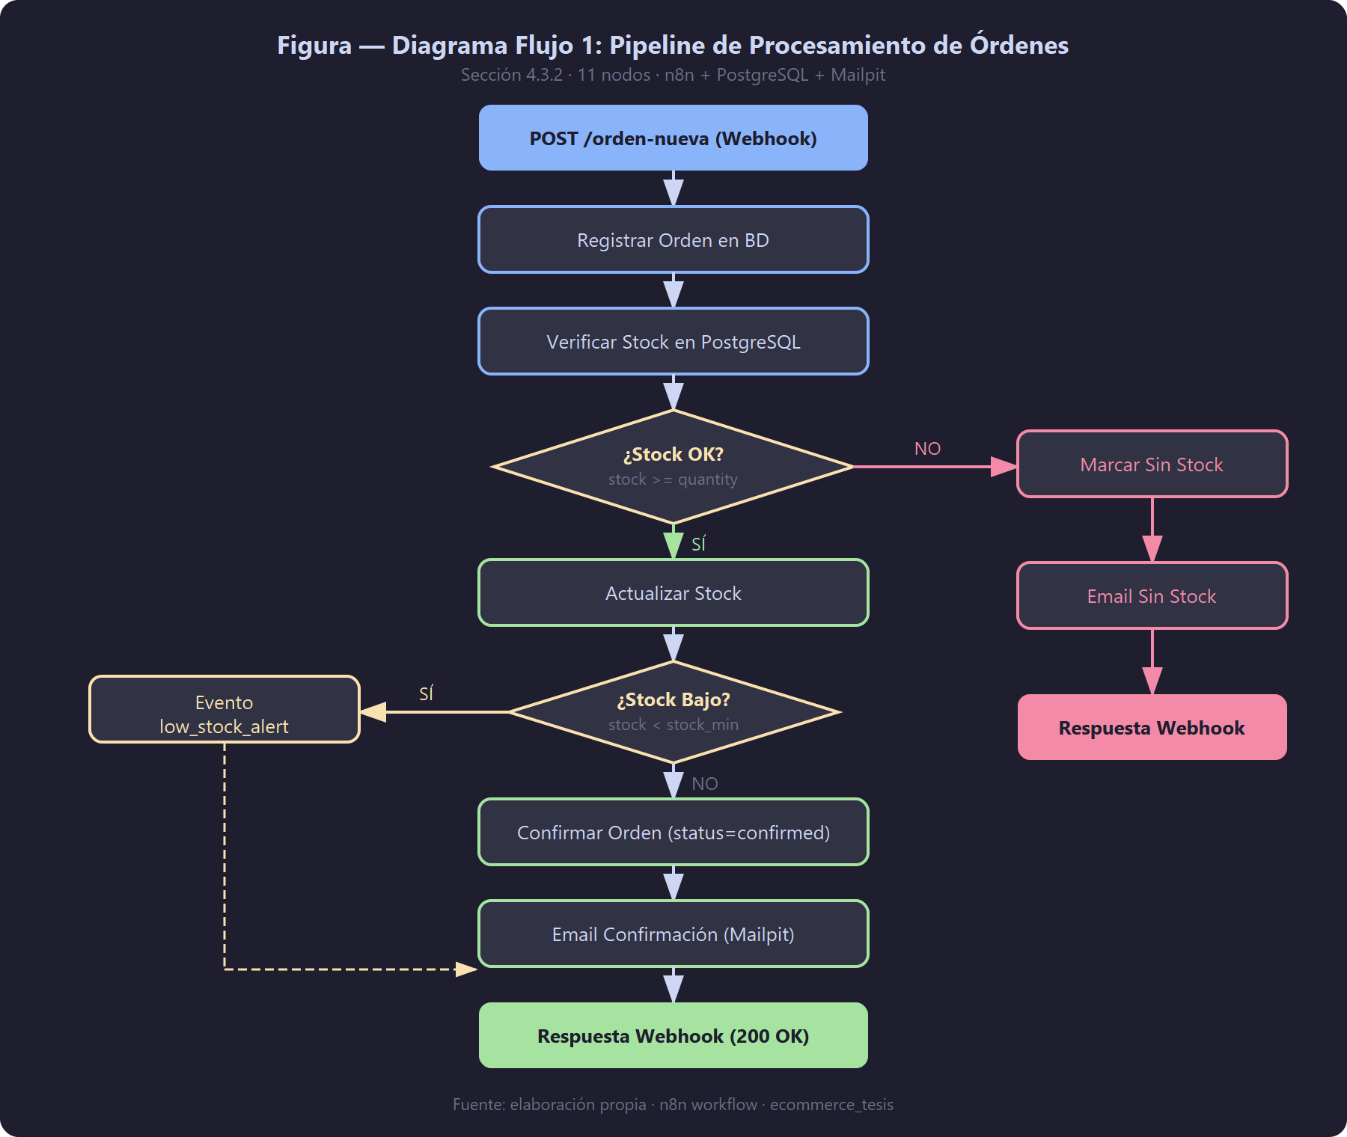 Figura — Diagrama Flujo 1: Pipeline de Procesamiento de Órdenes
Sección 4.3.2 · 11 nodos · n8n + PostgreSQL + Mailpit
POST /orden-nueva (Webhook)
Registrar Orden en BD
Verificar Stock en PostgreSQL
¿Stock OK?
stock >= quantity
NO
Marcar Sin Stock
SÍ
Actualizar Stock
Email Sin Stock
¿Stock Bajo?
stock < stock_min
SÍ
Evento
low_stock_alert
Respuesta Webhook
NO
Confirmar Orden (status=confirmed)
Email Confirmación (Mailpit)
Respuesta Webhook (200 OK)
Fuente: elaboración propia · n8n workflow · ecommerce_tesis